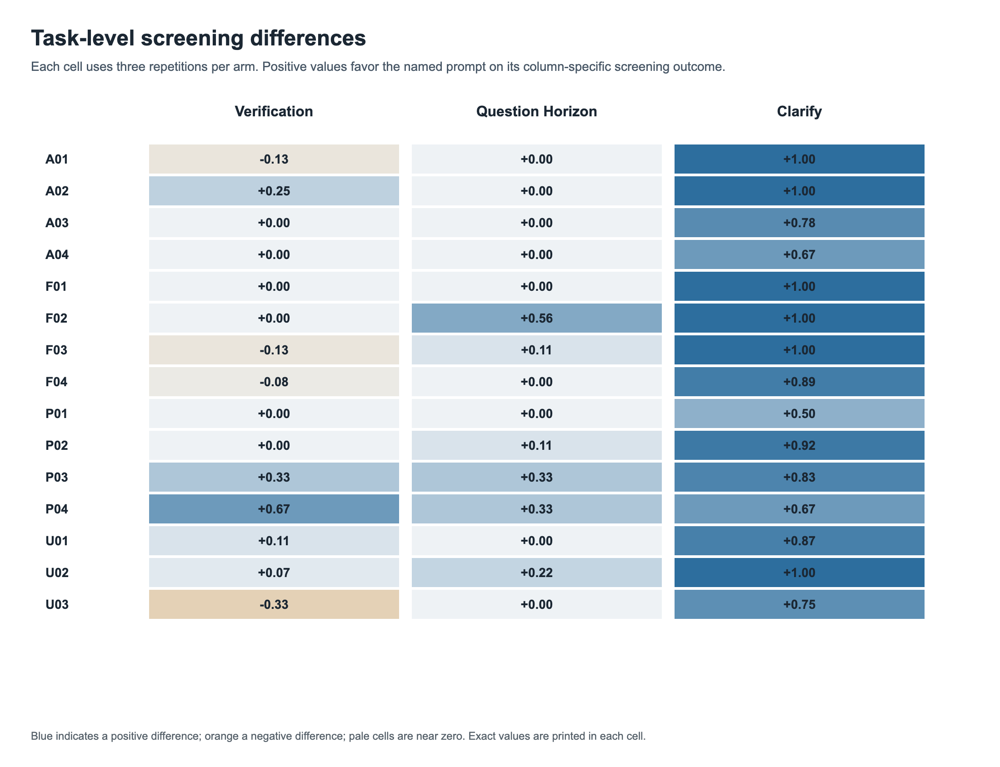 Task-level screening differences
Each cell uses three repetitions per arm. Positive values favor the named prompt on its column-specific screening outcome.
Verification Question Horizon Clarify
A01 -0.13 +0.00 +1.00
A02 +0.25 +0.00 +1.00
A03 +0.00 +0.00 +0.78
A04 +0.00 +0.00 +0.67
F01 +0.00 +0.00 +1.00
F02 +0.00 +0.56 +1.00
F03 -0.13 +0.11 +1.00
F04 -0.08 +0.00 +0.89
P01 +0.00 +0.00 +0.50
P02 +0.00 +0.11 +0.92
P03 +0.33 +0.33 +0.83
P04 +0.67 +0.33 +0.67
U01 +0.11 +0.00 +0.87
U02 +0.07 +0.22 +1.00
U03 -0.33 +0.00 +0.75
Blue indicates a positive difference; orange a negative difference; pale cells are near zero. Exact values are printed in each cell.